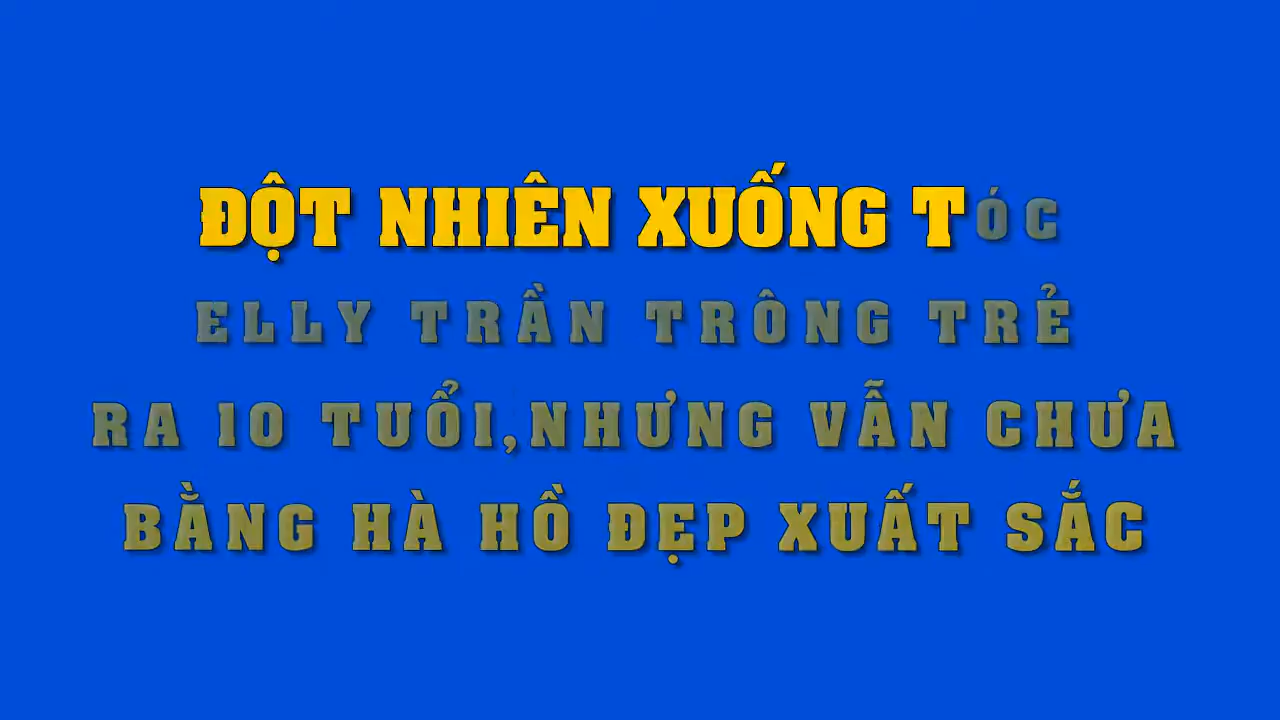 ĐỘT NHIÊN XUỐNG TÓC
ELLY TRẦN TRÔNG TRẺ
RA 10 TUỔI,NHƯNG VẪN CHƯA
BẰNG HÀ HỒ ĐẸP XUẤT SẮC